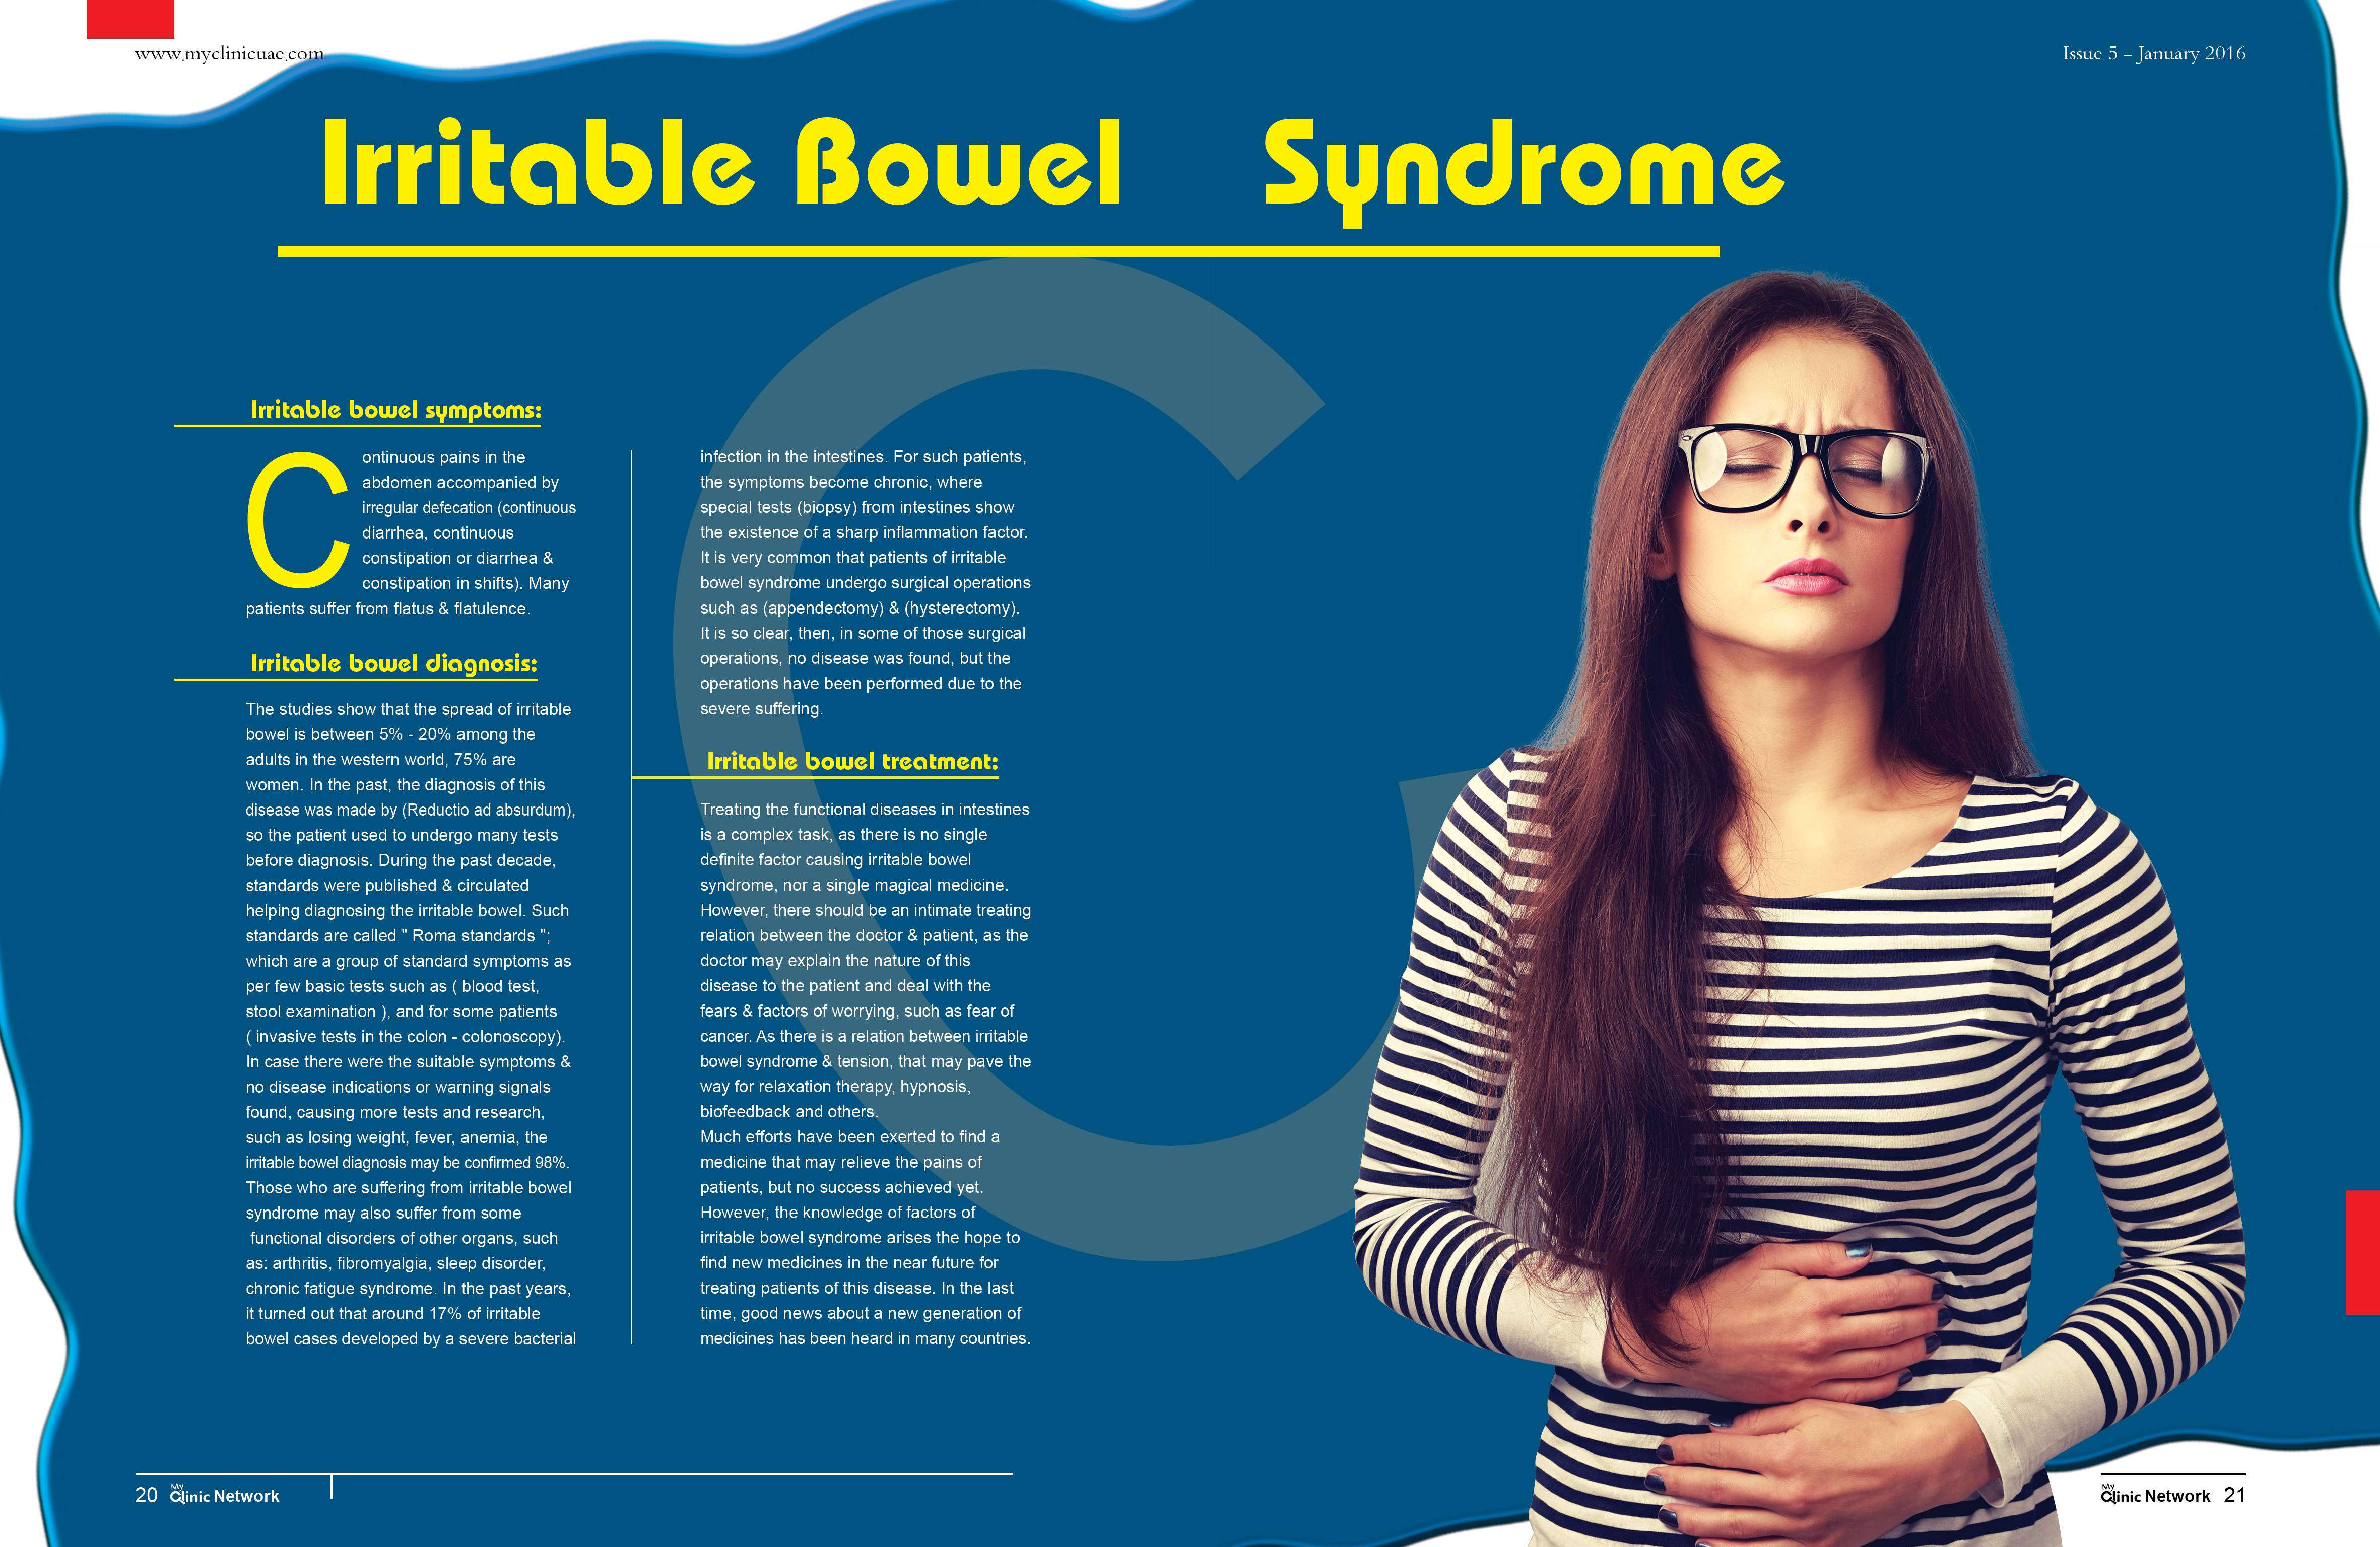 www.myclinicuae.com
Issue 5 – January 2016
Irritable Bowel Syndrome
Irritable bowel symptoms:
Continuous pains in the
abdomen accompanied by
irregular defecation (continuous
diarrhea, continuous
constipation or diarrhea &
constipation in shifts). Many
patients suffer from flatus & flatulence.
Irritable bowel diagnosis:
The studies show that the spread of irritable
bowel is between 5% - 20% among the
adults in the western world, 75% are
women. In the past, the diagnosis of this
disease was made by (Reductio ad absurdum),
so the patient used to undergo many tests
before diagnosis. During the past decade,
standards were published & circulated
helping diagnosing the irritable bowel. Such
standards are called " Roma standards ";
which are a group of standard symptoms as
per few basic tests such as ( blood test,
stool examination ), and for some patients
( invasive tests in the colon - colonoscopy).
In case there were the suitable symptoms &
no disease indications or warning signals
found, causing more tests and research,
such as losing weight, fever, anemia, the
irritable bowel diagnosis may be confirmed 98%.
Those who are suffering from irritable bowel
syndrome may also suffer from some
functional disorders of other organs, such
as: arthritis, fibromyalgia, sleep disorder,
chronic fatigue syndrome. In the past years,
it turned out that around 17% of irritable
bowel cases developed by a severe bacterial
infection in the intestines. For such patients,
the symptoms become chronic, where
special tests (biopsy) from intestines show
the existence of a sharp inflammation factor.
It is very common that patients of irritable
bowel syndrome undergo surgical operations
such as (appendectomy) & (hysterectomy).
It is so clear, then, in some of those surgical
operations, no disease was found, but the
operations have been performed due to the
severe suffering.
Irritable bowel treatment:
Treating the functional diseases in intestines
is a complex task, as there is no single
definite factor causing irritable bowel
syndrome, nor a single magical medicine.
However, there should be an intimate treating
relation between the doctor & patient, as the
doctor may explain the nature of this
disease to the patient and deal with the
fears & factors of worrying, such as fear of
cancer. As there is a relation between irritable
bowel syndrome & tension, that may pave the
way for relaxation therapy, hypnosis,
biofeedback and others.
Much efforts have been exerted to find a
medicine that may relieve the pains of
patients, but no success achieved yet.
However, the knowledge of factors of
irritable bowel syndrome arises the hope to
find new medicines in the near future for
treating patients of this disease. In the last
time, good news about a new generation of
medicines has been heard in many countries.
20 My Clinic Network
My Clinic Network 21